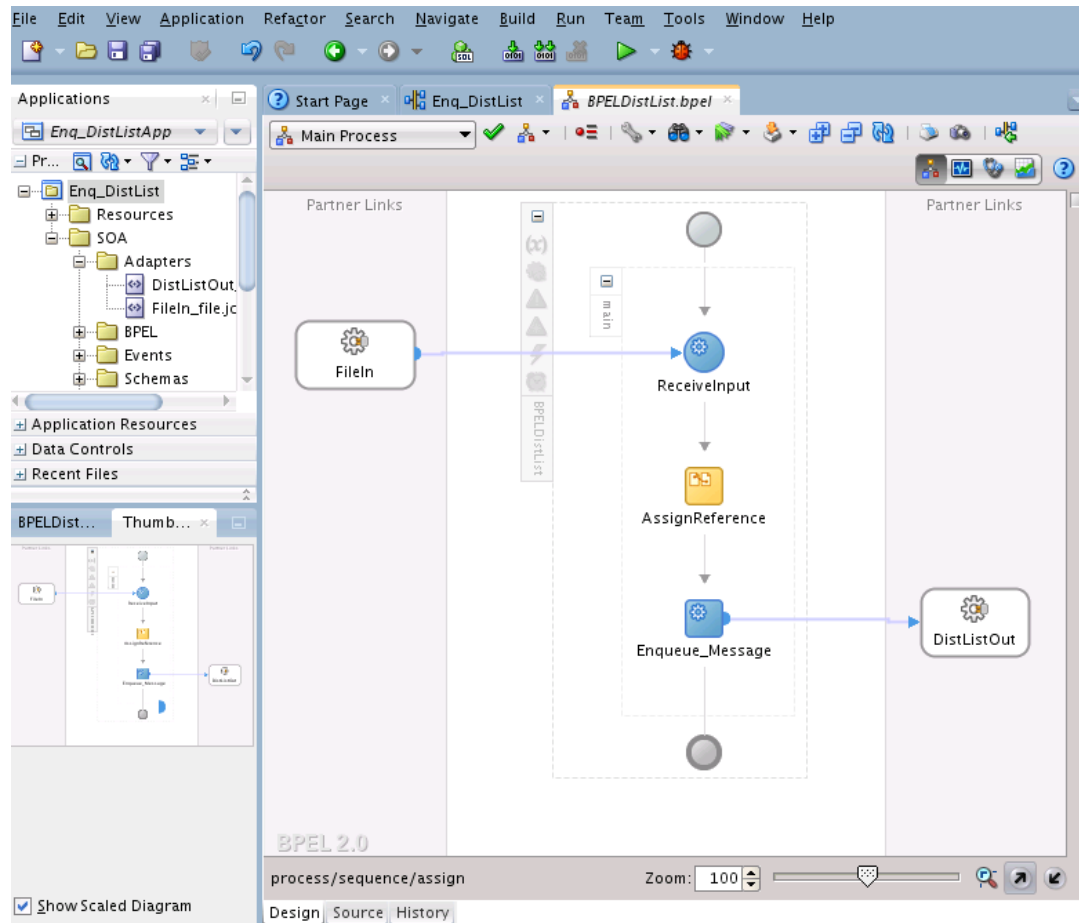 File Edit View Application Refactor Search Navigate Build Run Team Tools Window Help
SQL
Applications
Enq_DistListApp
Pr...
Enq_DistList
Resources
SOA
Adapters
DistListOut
FileIn_file.jc
BPEL
Events
Schemas
Application Resources
Data Controls
Recent Files
BPELDist... Thumb...
Show Scaled Diagram
Start Page Enq_DistList BPELDistList.bpel
Main Process
Partner Links
Partner Links
(x)
main
BPELDistList
FileIn
ReceiveInput
AssignReference
Enqueue_Message
DistListOut
BPEL 2.0
process/sequence/assign Zoom: 100
Design Source History